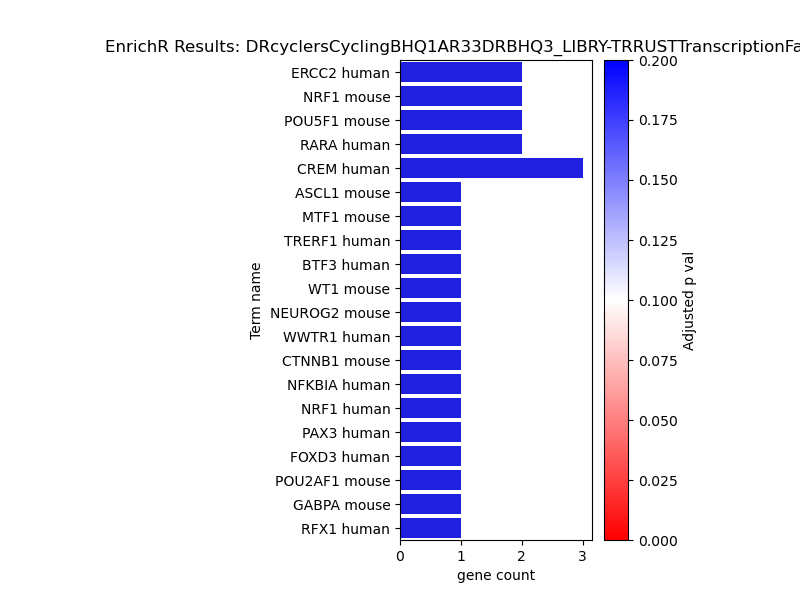 EnrichR Results: DRcyclersCyclingBHQ1AR33DRBHQ3_LIBRY-TRRUSTTranscriptionFa
ERCC2 human
NRF1 mouse
POU5F1 mouse
RARA human
CREM human
ASCL1 mouse
MTF1 mouse
TRERF1 human
BTF3 human
WT1 mouse
NEUROG2 mouse
WWTR1 human
CTNNB1 mouse
NFKBIA human
NRF1 human
PAX3 human
FOXD3 human
POU2AF1 mouse
GABPA mouse
RFX1 human
Term name
0 1 2 3
gene count
0.200
0.175
0.150
0.125
0.100
0.075
0.050
0.025
0.000
Adjusted p val